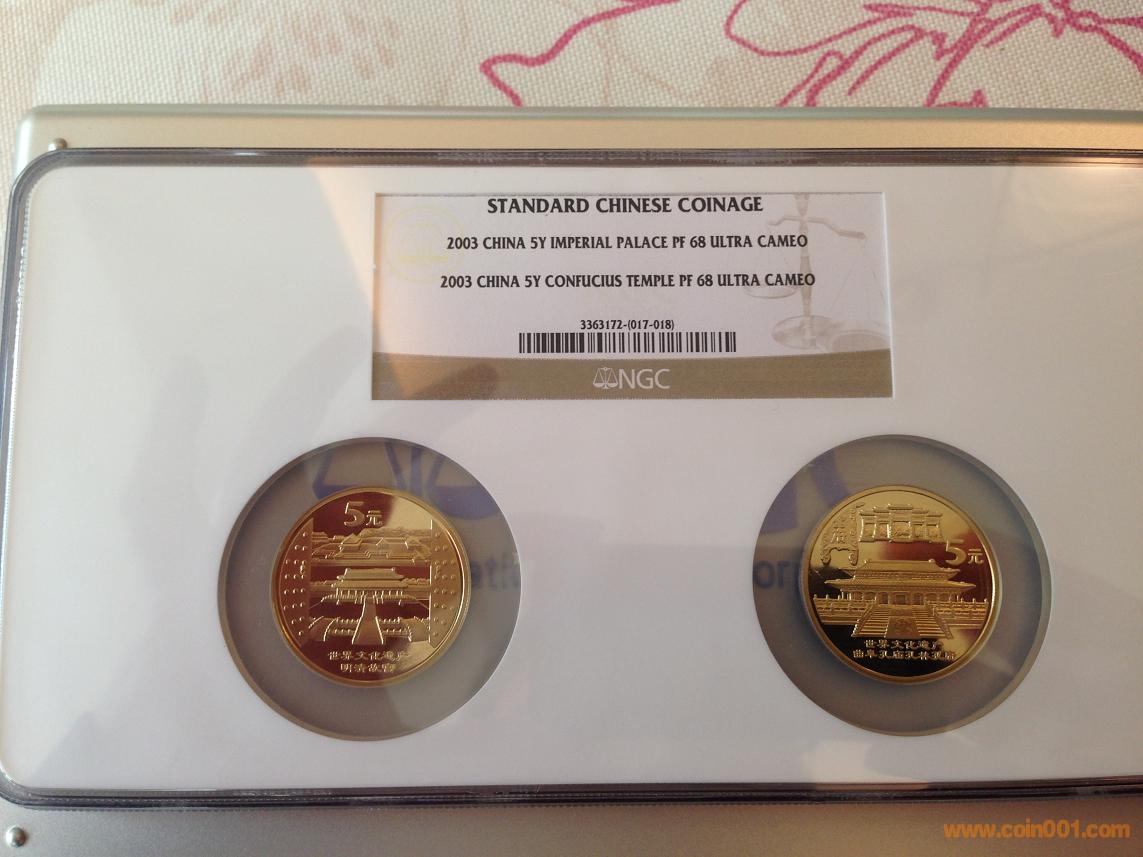 STANDARD CHINESE COINAGE
2003 CHINA 5Y IMPERIAL PALACE PF 68 ULTRA CAMEO
2003 CHINA 5Y CONFUCIUS TEMPLE PF 68 ULTRA CAMEO
3363172-(017-018)
NGC
5元
世界文化遗产
明清故宫
5元
世界文化遗产
曲阜孔庙孔林孔府
www.coin001.com